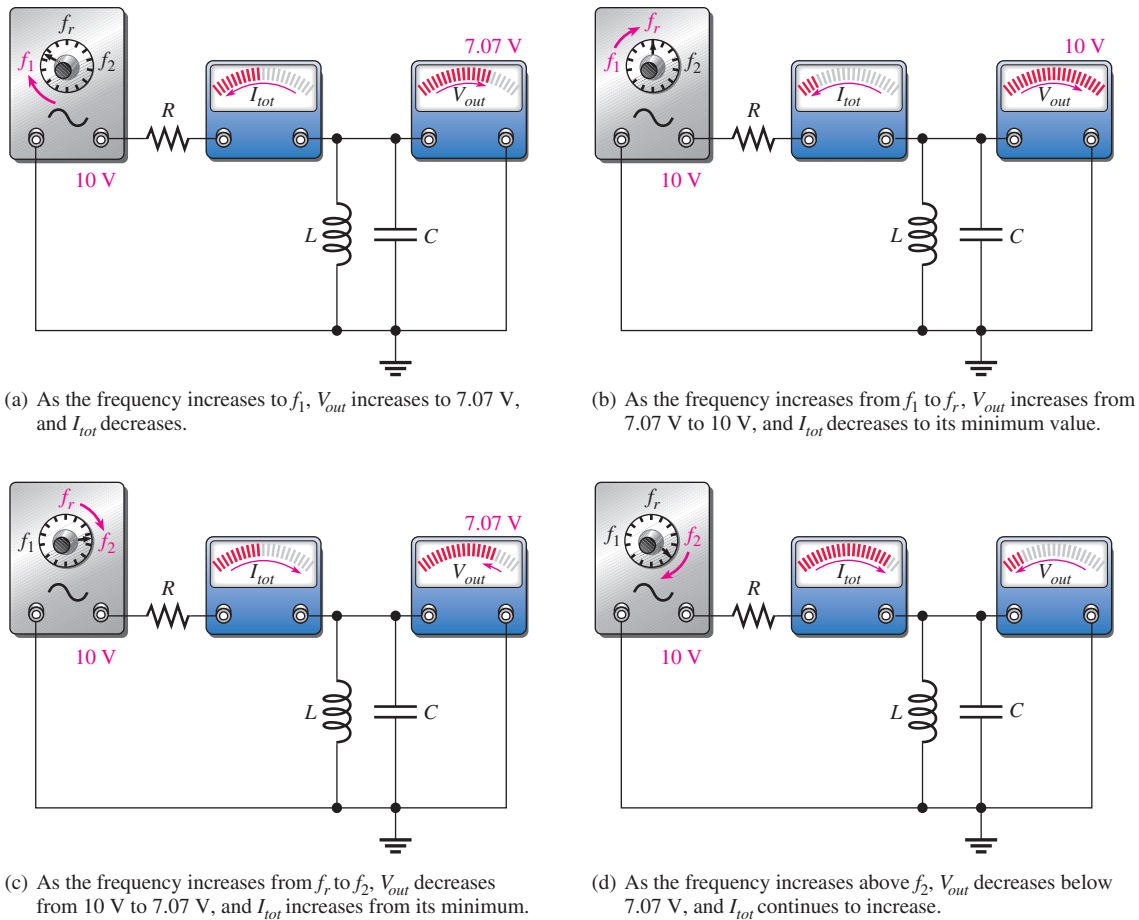 f_r
f_1
f_2
10 V
R
I_tot
7.07 V
V_out
L
C
(a) As the frequency increases to f_1, V_out increases to 7.07 V,
and I_tot decreases.
f_r
f_1
f_2
10 V
R
I_tot
10 V
V_out
L
C
(b) As the frequency increases from f_1 to f_r, V_out increases from
7.07 V to 10 V, and I_tot decreases to its minimum value.
f_r
f_1
f_2
10 V
R
I_tot
7.07 V
V_out
L
C
(c) As the frequency increases from f_r to f_2, V_out decreases
from 10 V to 7.07 V, and I_tot increases from its minimum.
f_r
f_1
f_2
10 V
R
I_tot
V_out
L
C
(d) As the frequency increases above f_2, V_out decreases below
7.07 V, and I_tot continues to increase.